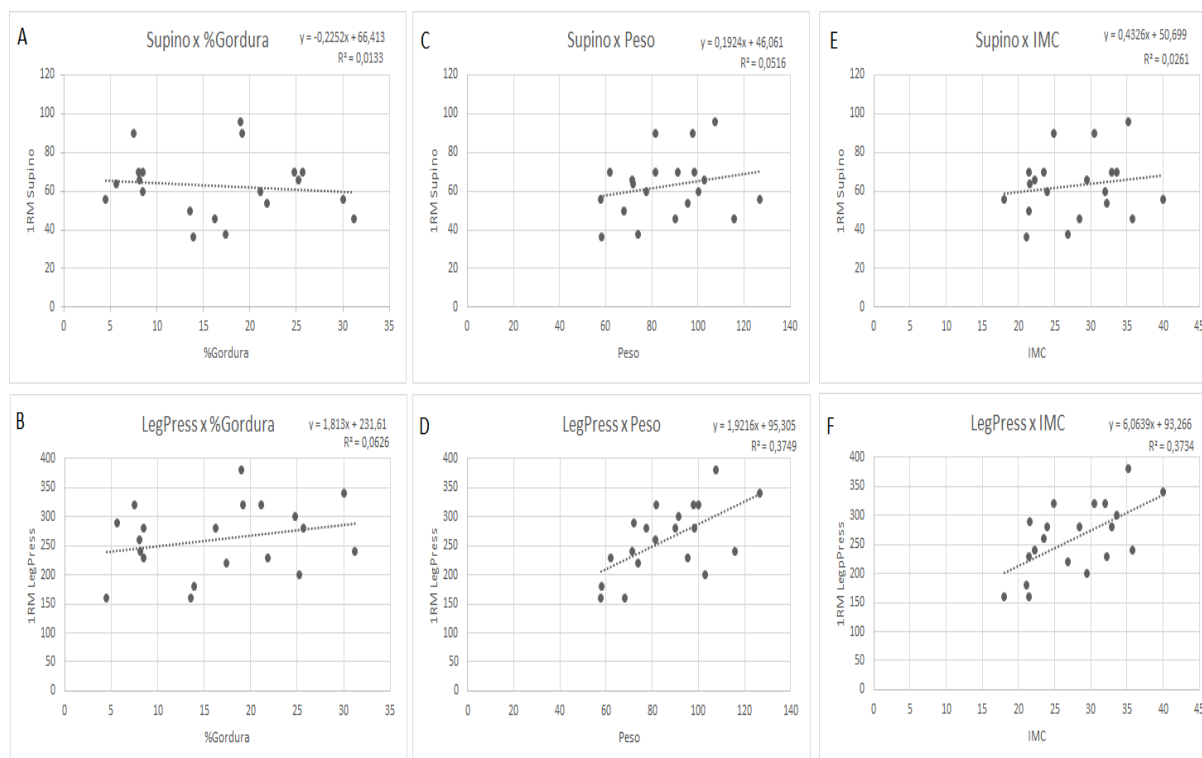 A
Supino x %Gordura
y = -0,2252x + 66,413
R² = 0,0133
120
100
80
60
40
20
0
0 5 10 15 20 25 30 35
1RM Supino
%Gordura
C
Supino x Peso
y = 0,1924x + 46,061
R² = 0,0516
120
100
80
60
40
20
0
0 20 40 60 80 100 120 140
1RM Supino
Peso
E
Supino x IMC
y = 0,4326x + 50,699
R² = 0,0261
120
100
80
60
40
20
0
0 5 10 15 20 25 30 35 40 45
1RM Supino
IMC
B
LegPress x %Gordura
y = 1,813x + 231,61
R² = 0,0626
400
350
300
250
200
150
100
50
0
0 5 10 15 20 25 30 35
1RM LegPress
%Gordura
D
LegPress x Peso
y = 1,9216x + 95,305
R² = 0,3749
400
350
300
250
200
150
100
50
0
0 20 40 60 80 100 120 140
1RM LegPress
Peso
F
LegPress x IMC
y = 6,0639x + 93,266
R² = 0,3734
400
350
300
250
200
150
100
50
0
0 5 10 15 20 25 30 35 40 45
1RM LegpPress
IMC